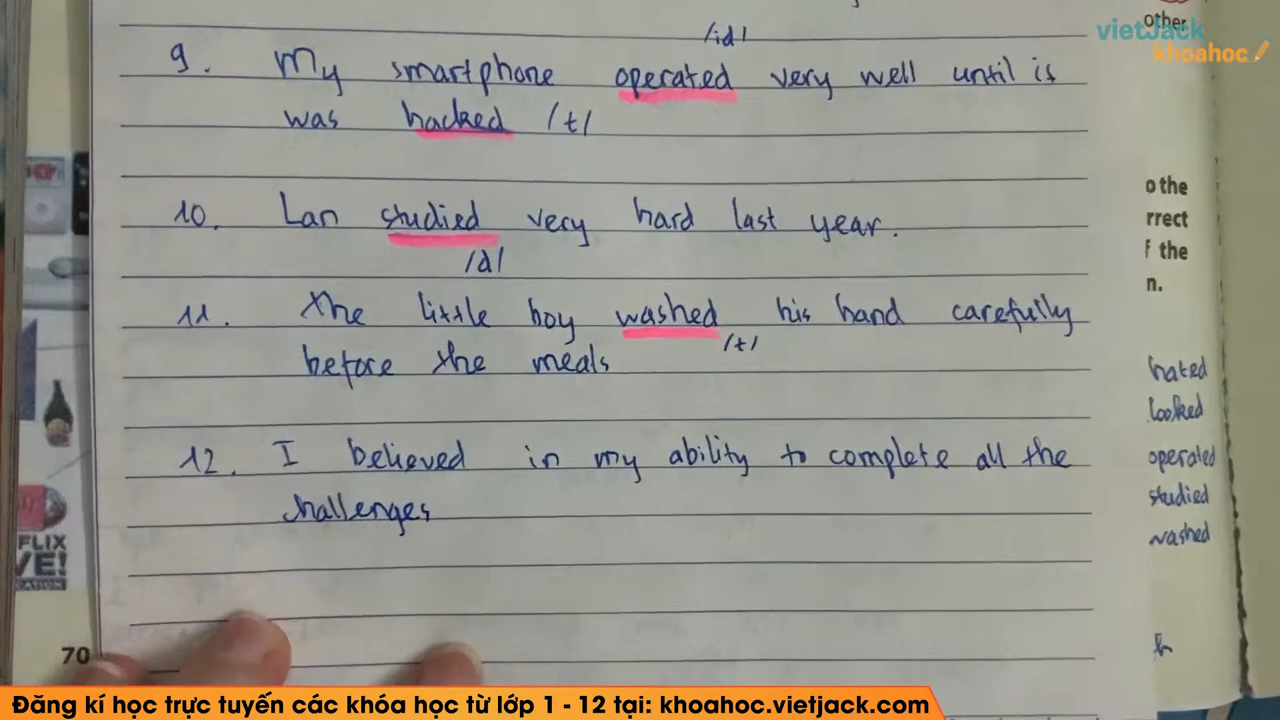 other
vietJack
khoahoc
/id/
9. My smartphone operated very well until is
was hacked /t/
o the
rrect
f the
n.
10. Lan studied very hard last year.
/d/
11. The little boy washed his hand carefully
/t/
before the meals
hated
looked
operated
studied
washed
12. I believed in my ability to complete all the
challenges
FLIX
VE!
70
Đăng kí học trực tuyến các khóa học từ lớp 1 - 12 tại: khoahoc.vietjack.com